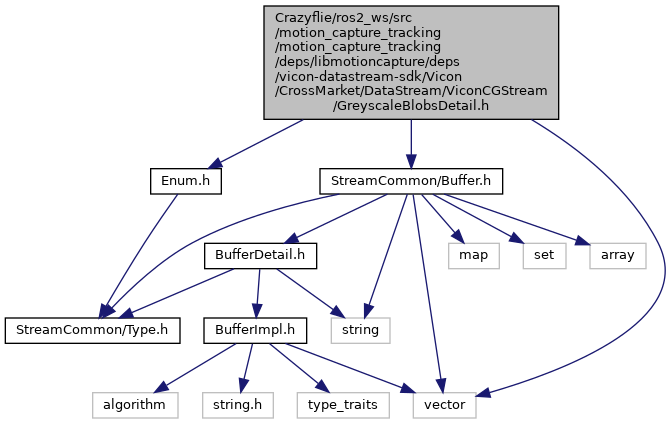 Crazyflie/ros2_ws/src
/motion_capture_tracking
/motion_capture_tracking
/deps/libmotioncapture/deps
/vicon-datastream-sdk/Vicon
/CrossMarket/DataStream/ViconCGStream
/GreyscaleBlobsDetail.h
Enum.h
StreamCommon/Buffer.h
BufferDetail.h
map
set
array
StreamCommon/Type.h
BufferImpl.h
string
algorithm
string.h
type_traits
vector